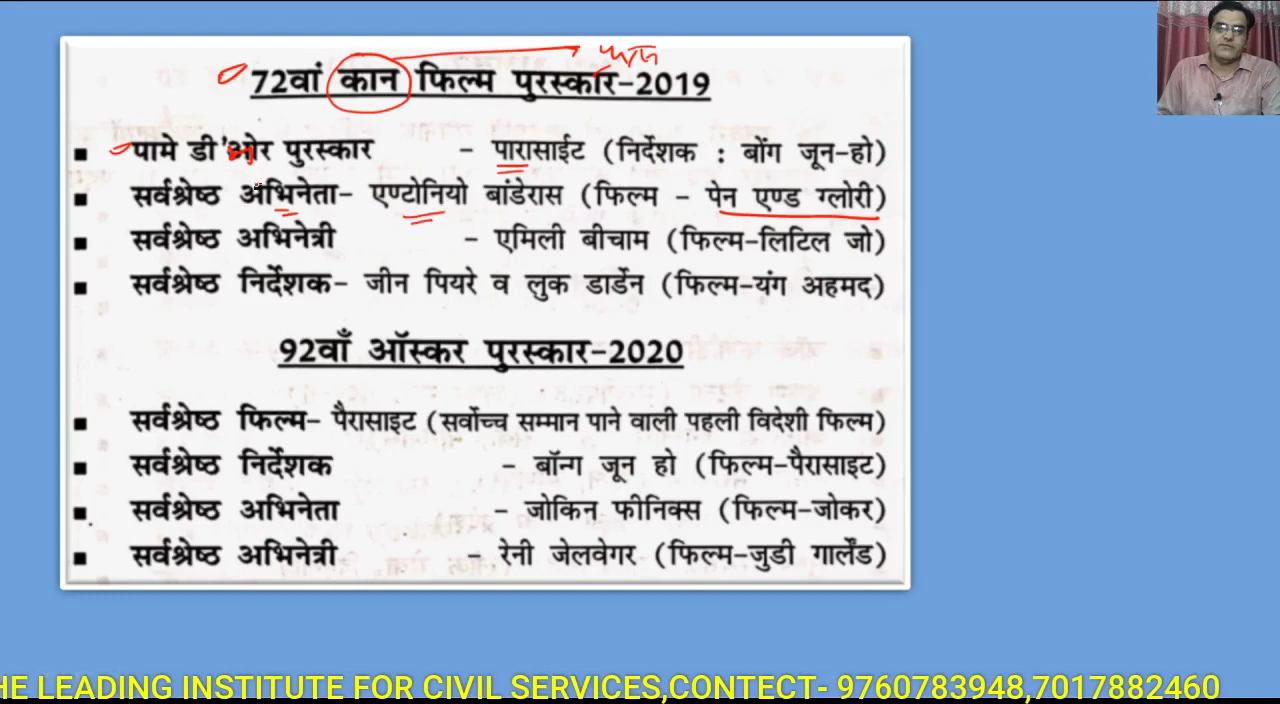 72वां कान फिल्म पुरस्कार-2019
पामे डी'ओर पुरस्कार - पारासाईट (निर्देशक : बोंग जून-हो)
सर्वश्रेष्ठ अभिनेता- एण्टोनियो बांडेरास (फिल्म - पेन एण्ड ग्लोरी)
सर्वश्रेष्ठ अभिनेत्री - एमिली बीचाम (फिल्म-लिटिल जो)
सर्वश्रेष्ठ निर्देशक- जीन पियरे व लुक डार्डेन (फिल्म-यंग अहमद)
92वाँ ऑस्कर पुरस्कार-2020
सर्वश्रेष्ठ फिल्म- पैरासाइट (सर्वोच्च सम्मान पाने वाली पहली विदेशी फिल्म)
सर्वश्रेष्ठ निर्देशक - बॉन्ग जून हो (फिल्म-पैरासाइट)
सर्वश्रेष्ठ अभिनेता - जोकिन फीनिक्स (फिल्म-जोकर)
सर्वश्रेष्ठ अभिनेत्री - रेनी जेलवेगर (फिल्म-जुडी गार्लेंड)
HE LEADING INSTITUTE FOR CIVIL SERVICES,CONTECT- 9760783948,7017882460